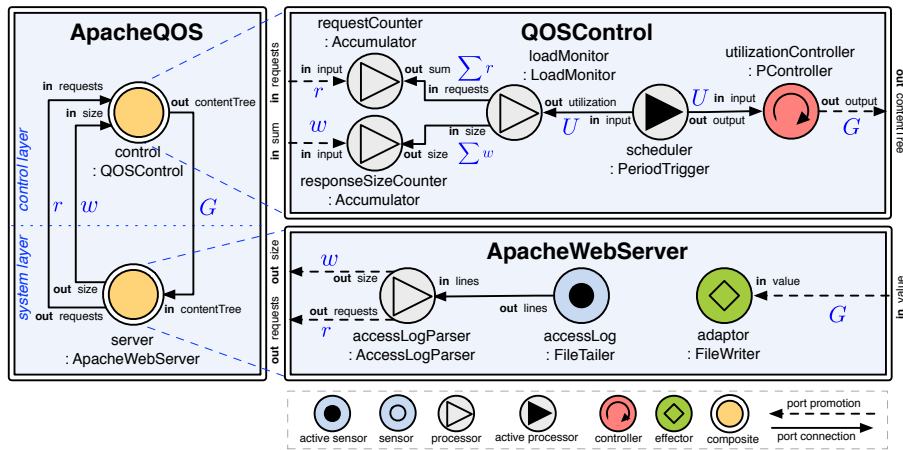 ApacheQOS
in requests
in size
out contentTree
control
: QOSControl
control layer
r
w
G
system layer
out size
out requests
in contentTree
server
: ApacheWebServer
QOSControl
requestCounter
: Accumulator
in requests
in input
r
out sum
∑ r
in requests
loadMonitor
: LoadMonitor
utilizationController
: PController
out utilization
U
in input
U
in input
out output
out output
G
out contentTree
in sum
w
in input
in size
out size
∑ w
scheduler
: PeriodTrigger
responseSizeCounter
: Accumulator
ApacheWebServer
out size
w
out size
in lines
out lines
in value
G
out requests
out requests
r
accessLogParser
: AccessLogParser
accessLog
: FileTailer
adaptor
: FileWriter
in value
active sensor
sensor
processor
active processor
controller
effector
composite
port promotion
port connection